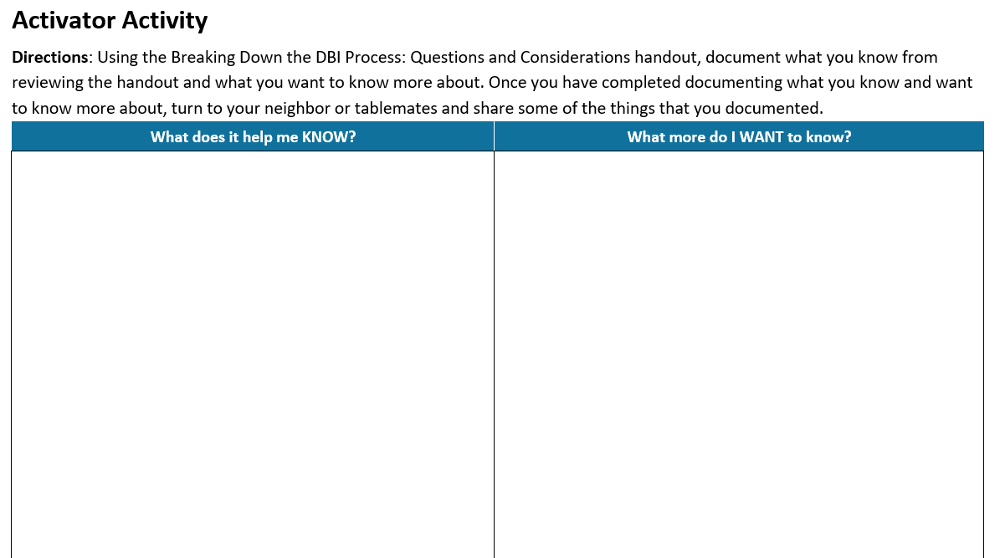 Activator Activity
Directions: Using the Breaking Down the DBI Process: Questions and Considerations handout, document what you know from
reviewing the handout and what you want to know more about. Once you have completed documenting what you know and want
to know more about, turn to your neighbor or tablemates and share some of the things that you documented.
What does it help me KNOW?
What more do I WANT to know?